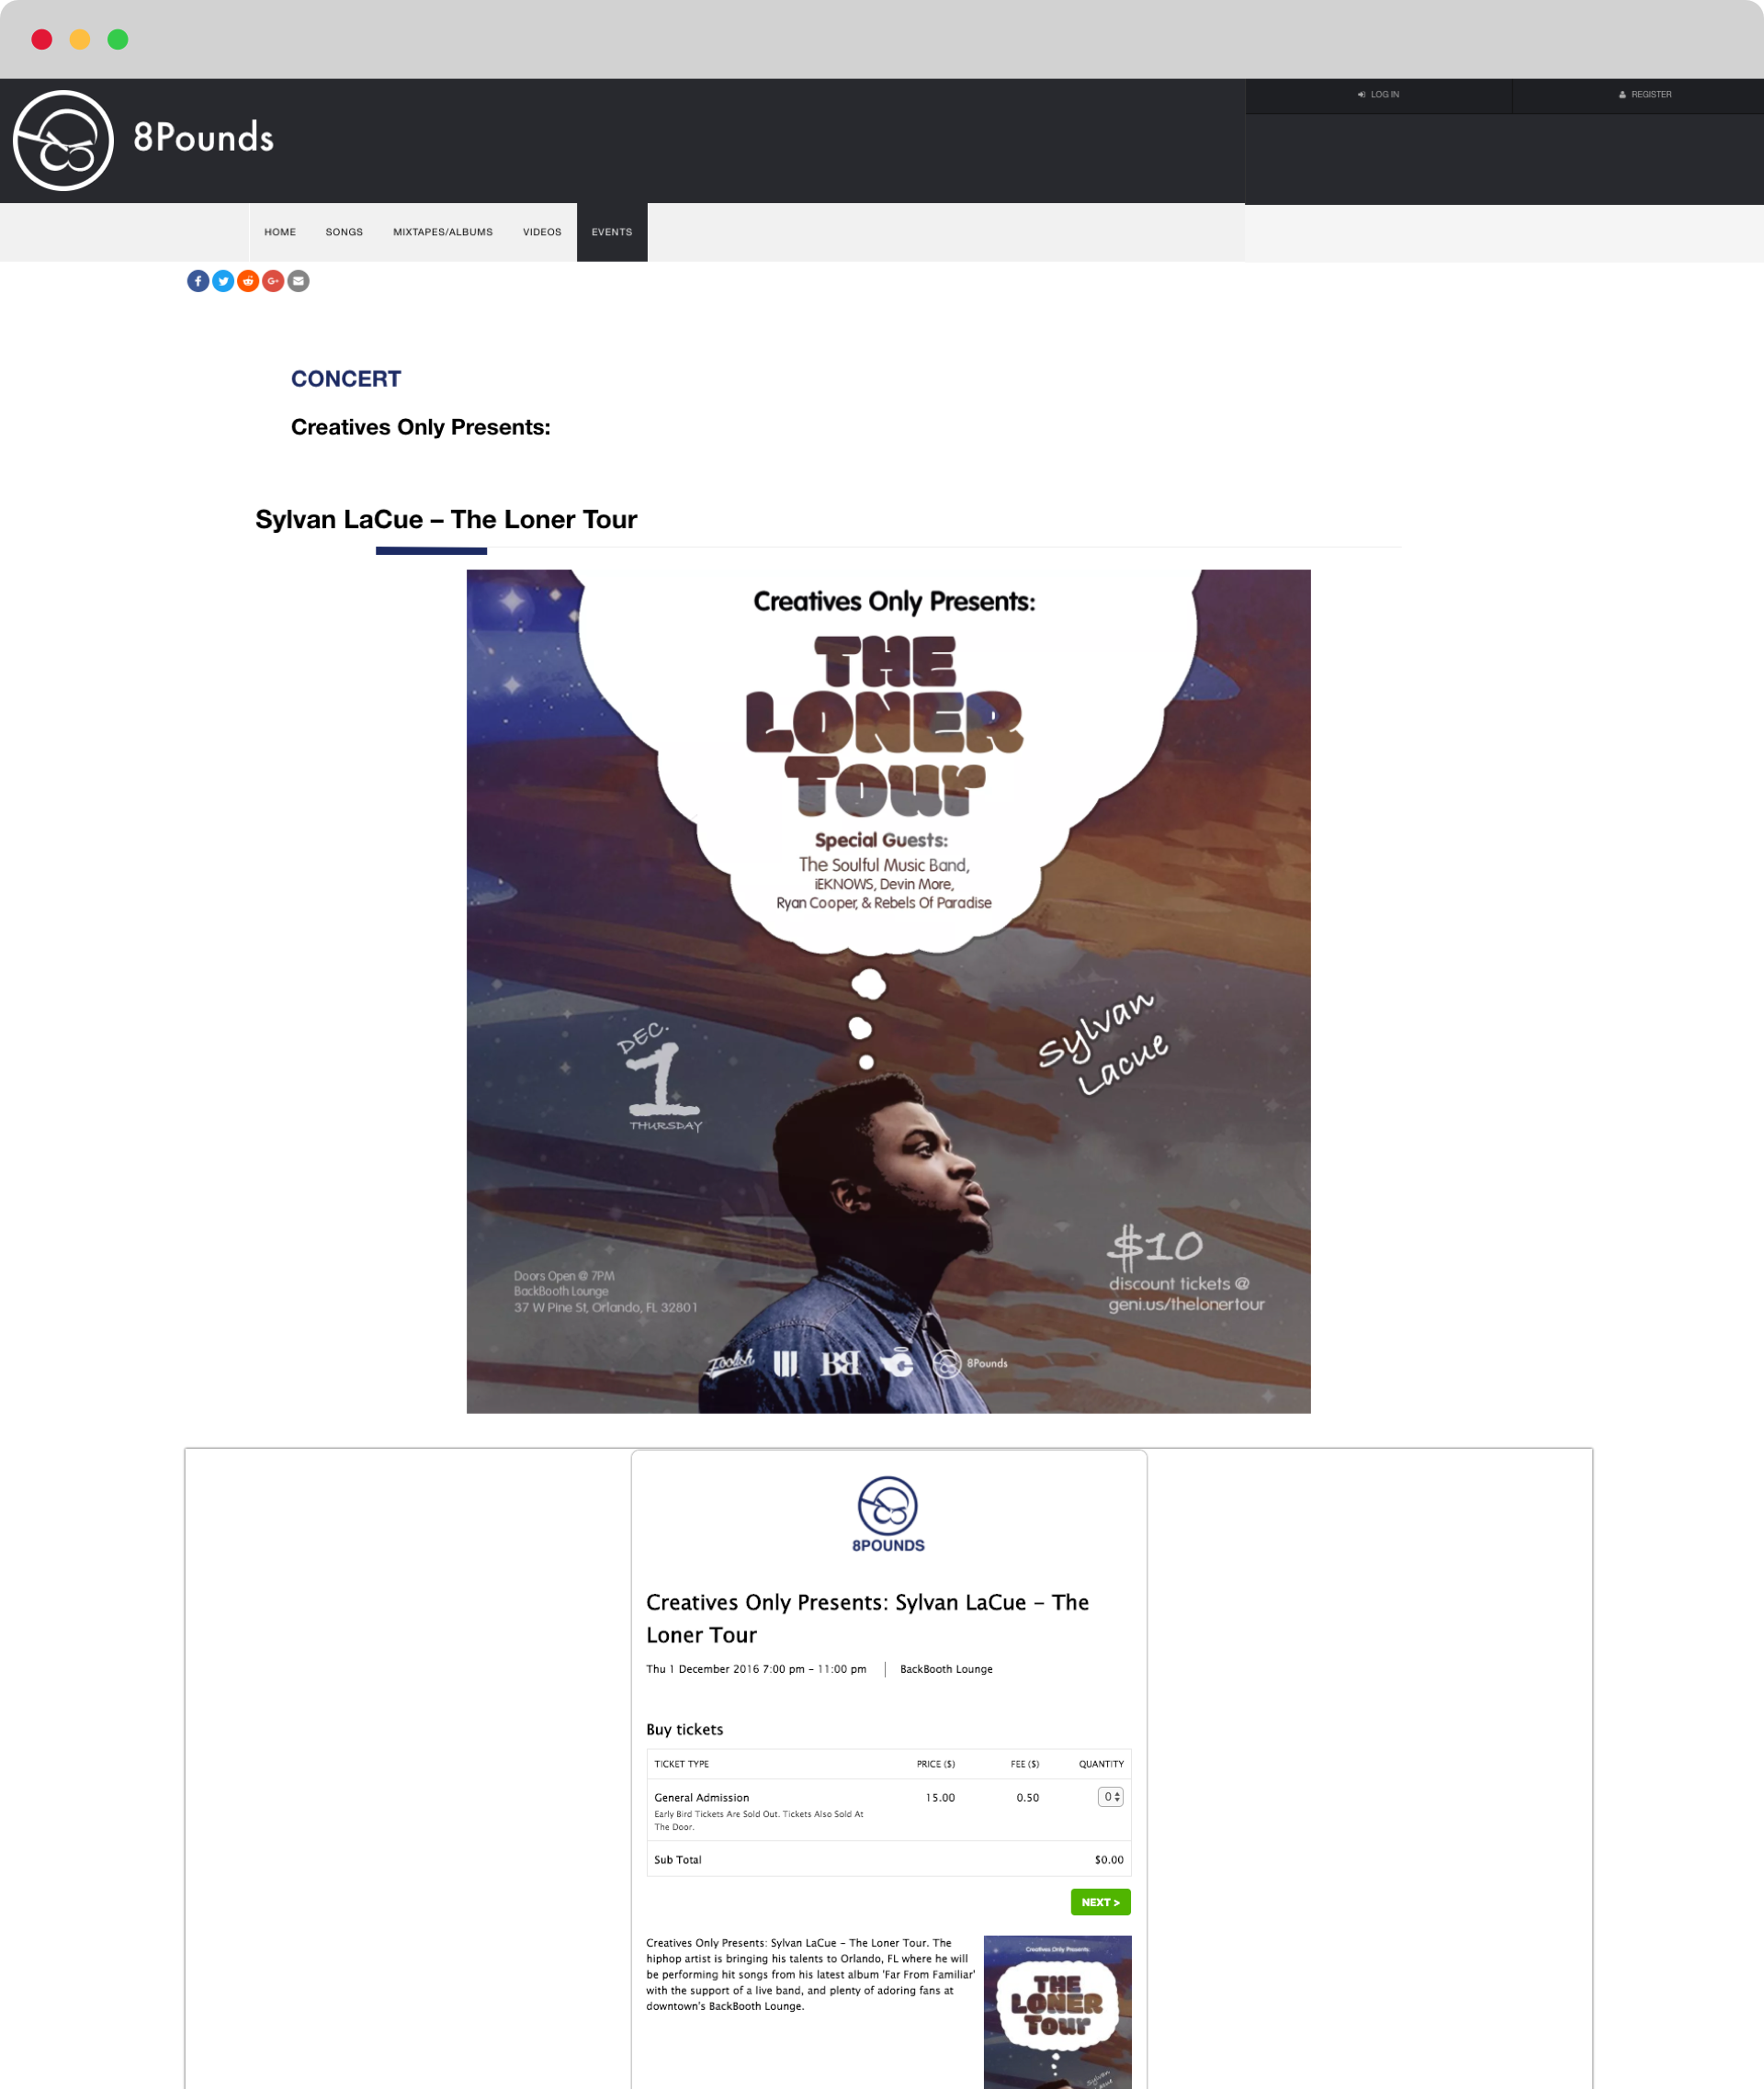 8Pounds
LOG IN
REGISTER
HOME SONGS MIXTAPES/ALBUMS VIDEOS EVENTS
CONCERT
Creatives Only Presents:
Sylvan LaCue – The Loner Tour
Creatives Only Presents:
THE
LONER
Tour
Special Guests:
The Soulful Music Band,
iEKNOWS, Devin More,
Ryan Cooper, & Rebels Of Paradise
Sylvan
Lacue
DEC.
1
THURSDAY
$10
discount tickets @
geni.us/thelonertour
Doors Open @ 7PM
BackBooth Lounge
37 W Pine St, Orlando, FL 32801
Foolish
8Pounds
8POUNDS
Creatives Only Presents: Sylvan LaCue – The
Loner Tour
Thu 1 December 2016 7:00 pm – 11:00 pm BackBooth Lounge
Buy tickets
TICKET TYPE PRICE ($) FEE ($) QUANTITY
General Admission 15.00 0.50 0
Early Bird Tickets Are Sold Out. Tickets Also Sold At
The Door.
Sub Total $0.00
NEXT >
Creatives Only Presents: Sylvan LaCue – The Loner Tour. The
hiphop artist is bringing his talents to Orlando, FL where he will
be performing hit songs from his latest album 'Far From Familiar'
with the support of a live band, and plenty of adoring fans at
downtown's BackBooth Lounge.
Creatives Only Presents:
THE
LONER
Tour
Sylvan